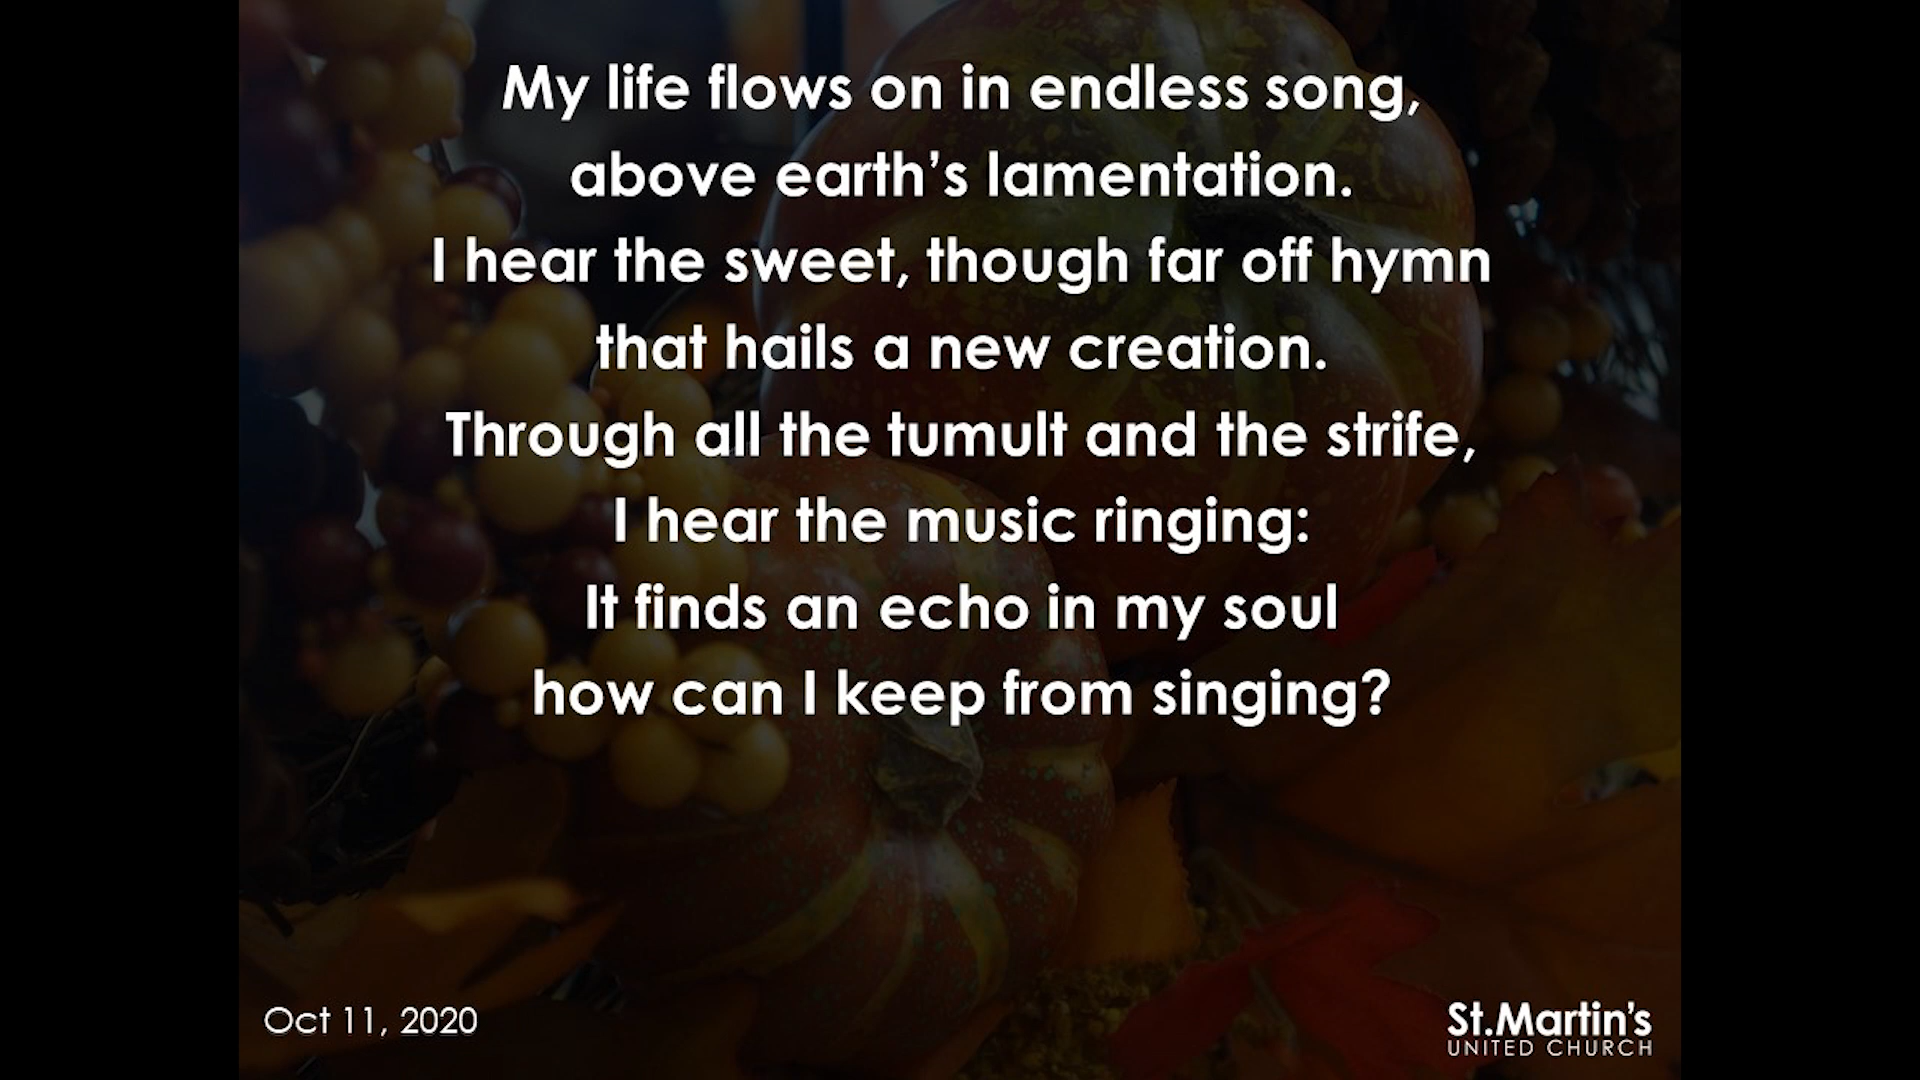 My life flows on in endless song,
above earth’s lamentation.
I hear the sweet, though far off hymn
that hails a new creation.
Through all the tumult and the strife,
I hear the music ringing:
It finds an echo in my soul
how can I keep from singing?
Oct 11, 2020
St.Martin’s
UNITED CHURCH